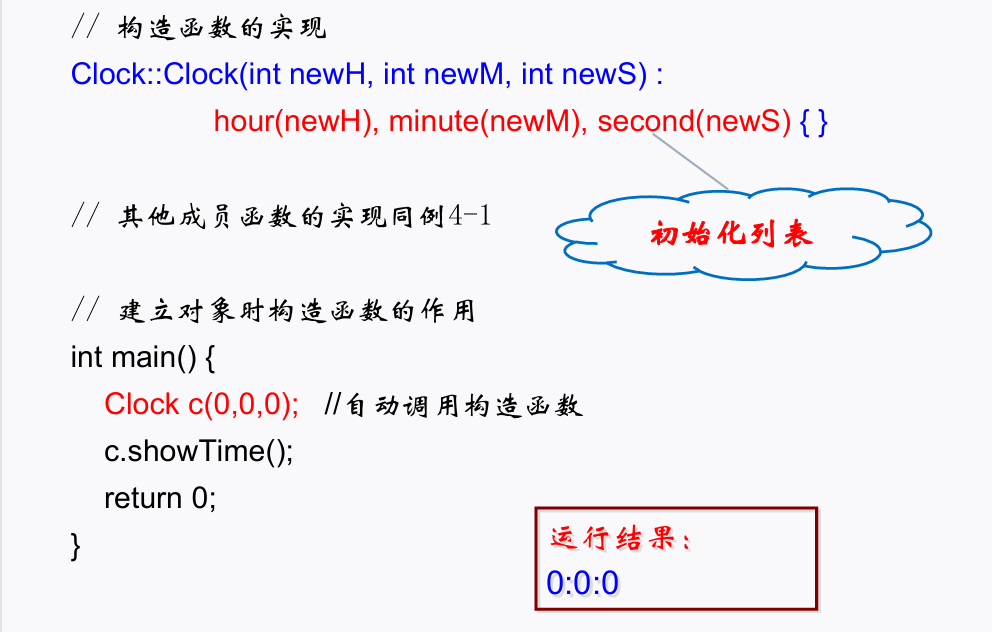 // 构造函数的实现
Clock::Clock(int newH, int newM, int newS) :
hour(newH), minute(newM), second(newS) { }
// 其他成员函数的实现同例4-1
初始化列表
// 建立对象时构造函数的作用
int main() {
Clock c(0,0,0); //自动调用构造函数
c.showTime();
return 0;
}
运行结果：
0:0:0